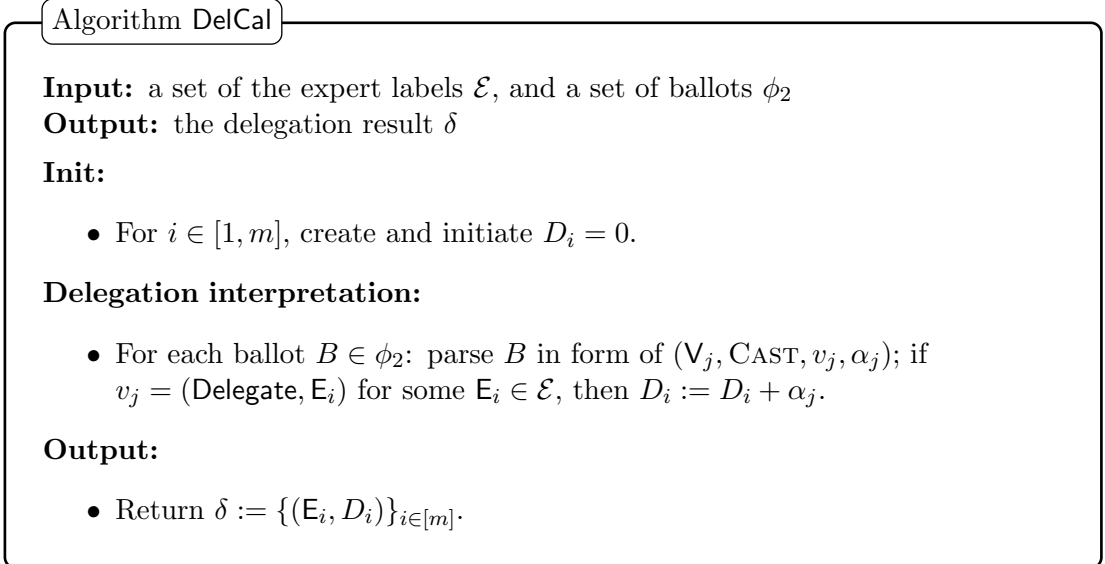 Algorithm DelCal
Input: a set of the expert labels ℰ, and a set of ballots ϕ₂
Output: the delegation result δ
Init:
• For i ∈ [1, m], create and initiate Dᵢ = 0.
Delegation interpretation:
• For each ballot B ∈ ϕ₂: parse B in form of (Vⱼ, CAST, vⱼ, αⱼ); if
vⱼ = (Delegate, Eᵢ) for some Eᵢ ∈ ℰ, then Dᵢ := Dᵢ + αⱼ.
Output:
• Return δ := {(Eᵢ, Dᵢ)}ᵢ∈[m].